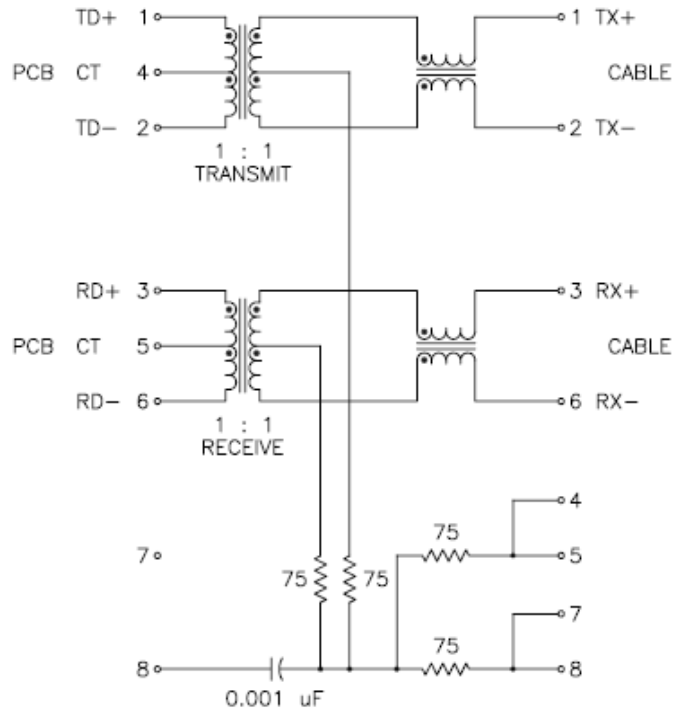 TD+ 1 1 TX+
PCB CT 4 CABLE
TD- 2 2 TX-
1 : 1
TRANSMIT
RD+ 3 3 RX+
PCB CT 5 CABLE
RD- 6 6 RX-
1 : 1
RECEIVE
4
75
7 5
75 75
7
75
8 8
0.001 uF